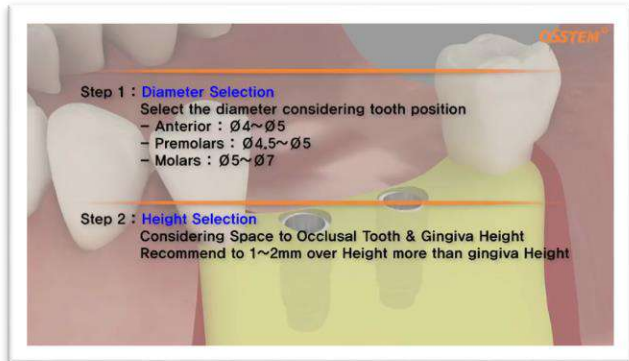 OSSTEM®
Step 1 : Diameter Selection
Select the diameter considering tooth position
– Anterior : Ø4~Ø5
– Premolars : Ø4.5~Ø5
– Molars : Ø5~Ø7
Step 2 : Height Selection
Considering Space to Occlusal Tooth & Gingiva Height
Recommend to 1~2mm over Height more than gingiva Height